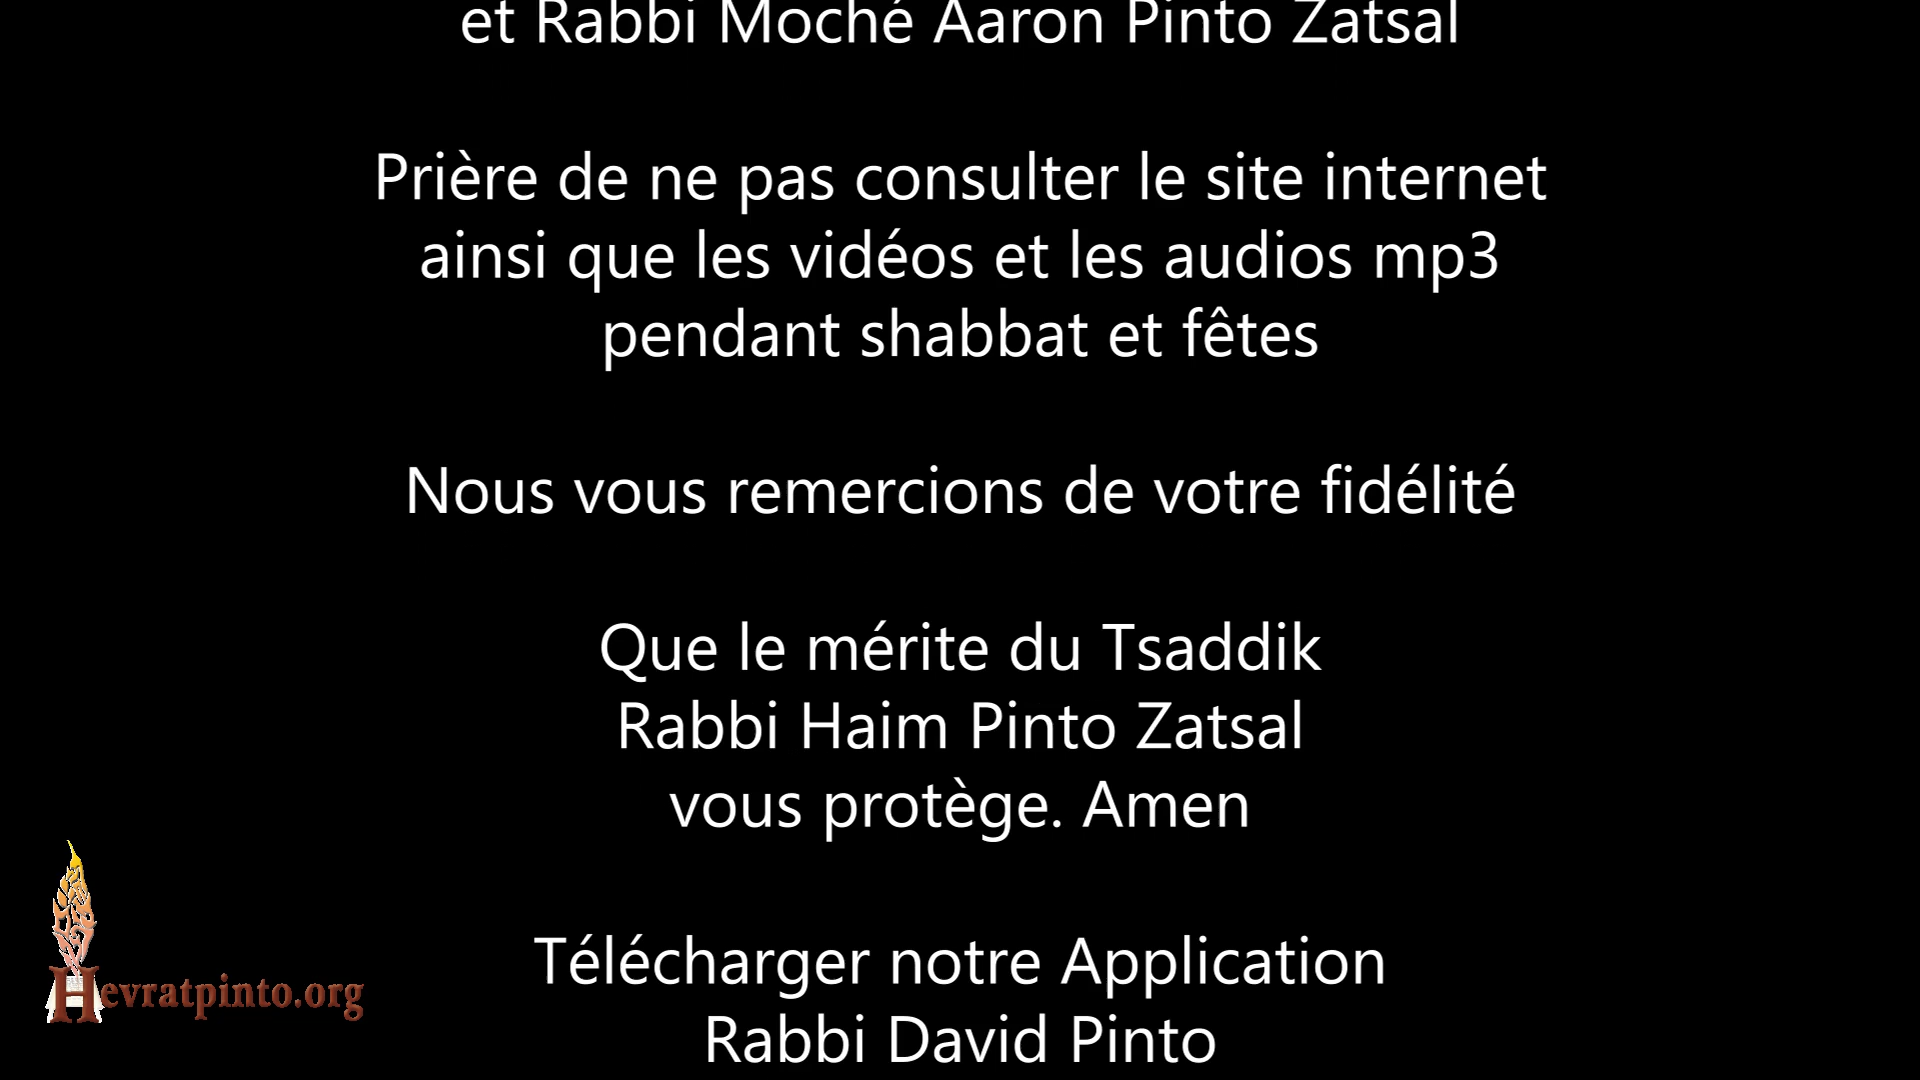 et Rabbi Moché Aaron Pinto Zatsal
Prière de ne pas consulter le site internet
ainsi que les vidéos et les audios mp3
pendant shabbat et fêtes
Nous vous remercions de votre fidélité
Que le mérite du Tsaddik
Rabbi Haim Pinto Zatsal
vous protège. Amen
Télécharger notre Application
Rabbi David Pinto
Hevratpinto.org